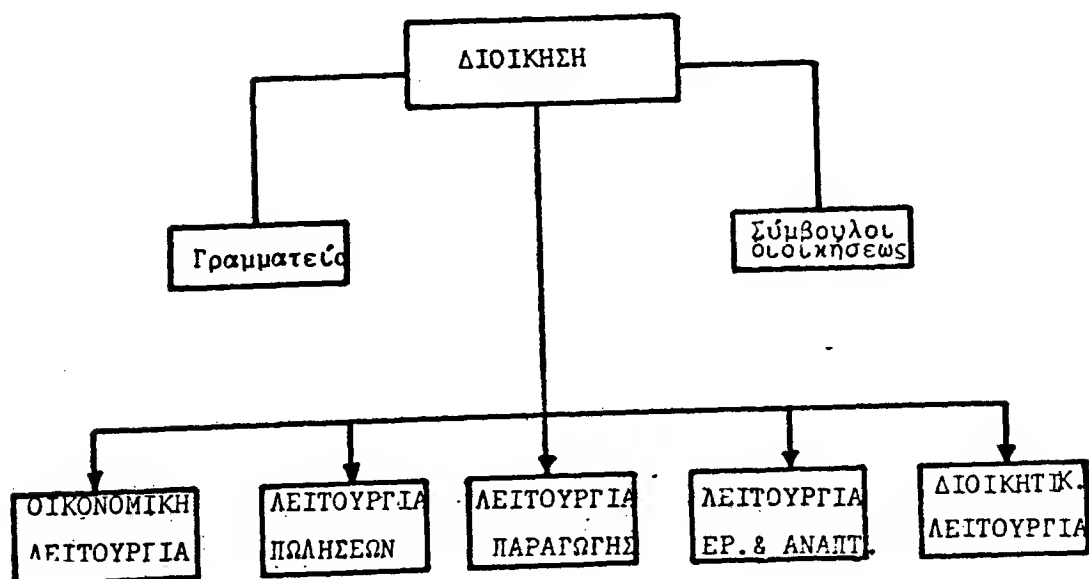 ΔΙΟΙΚΗΣΗ
Γραμματεία
Σύμβουλοι
διοικήσεως
ΟΙΚΟΝΟΜΙΚΗ
ΛΕΙΤΟΥΡΓΙΑ
ΛΕΙΤΟΥΡΓΙΑ
ΠΩΛΗΣΕΩΝ
ΛΕΙΤΟΥΡΓΙΑ
ΠΑΡΑΓΩΓΗΣ
ΛΕΙΤΟΥΡΓΙΑ
ΕΡ.& ΑΝΑΠΤ.
ΔΙΟΙΚΗΤΙΚ.
ΛΕΙΤΟΥΡΓΙΑ